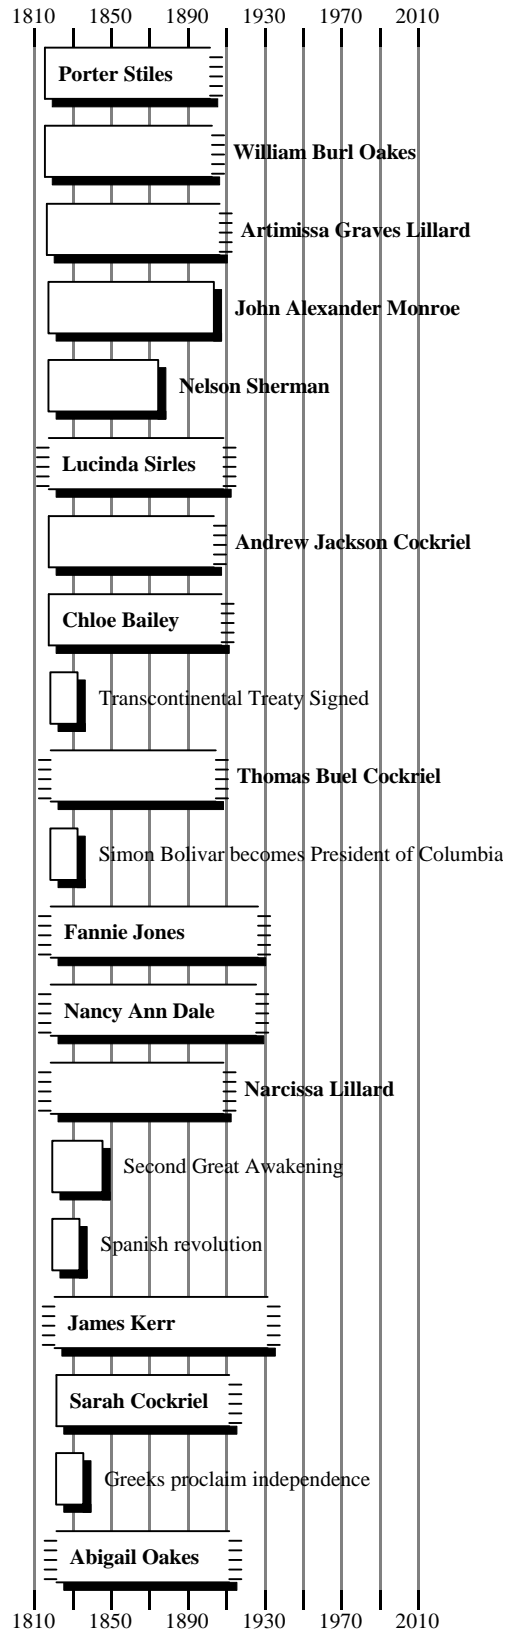 1810 1850 1890 1930 1970 2010
Porter Stiles
William Burl Oakes
Artimissa Graves Lillard
John Alexander Monroe
Nelson Sherman
Lucinda Sirles
Andrew Jackson Cockriel
Chloe Bailey
Transcontinental Treaty Signed
Thomas Buel Cockriel
Simon Bolivar becomes President of Columbia
Fannie Jones
Nancy Ann Dale
Narcissa Lillard
Second Great Awakening
Spanish revolution
James Kerr
Sarah Cockriel
Greeks proclaim independence
Abigail Oakes
1810 1850 1890 1930 1970 2010